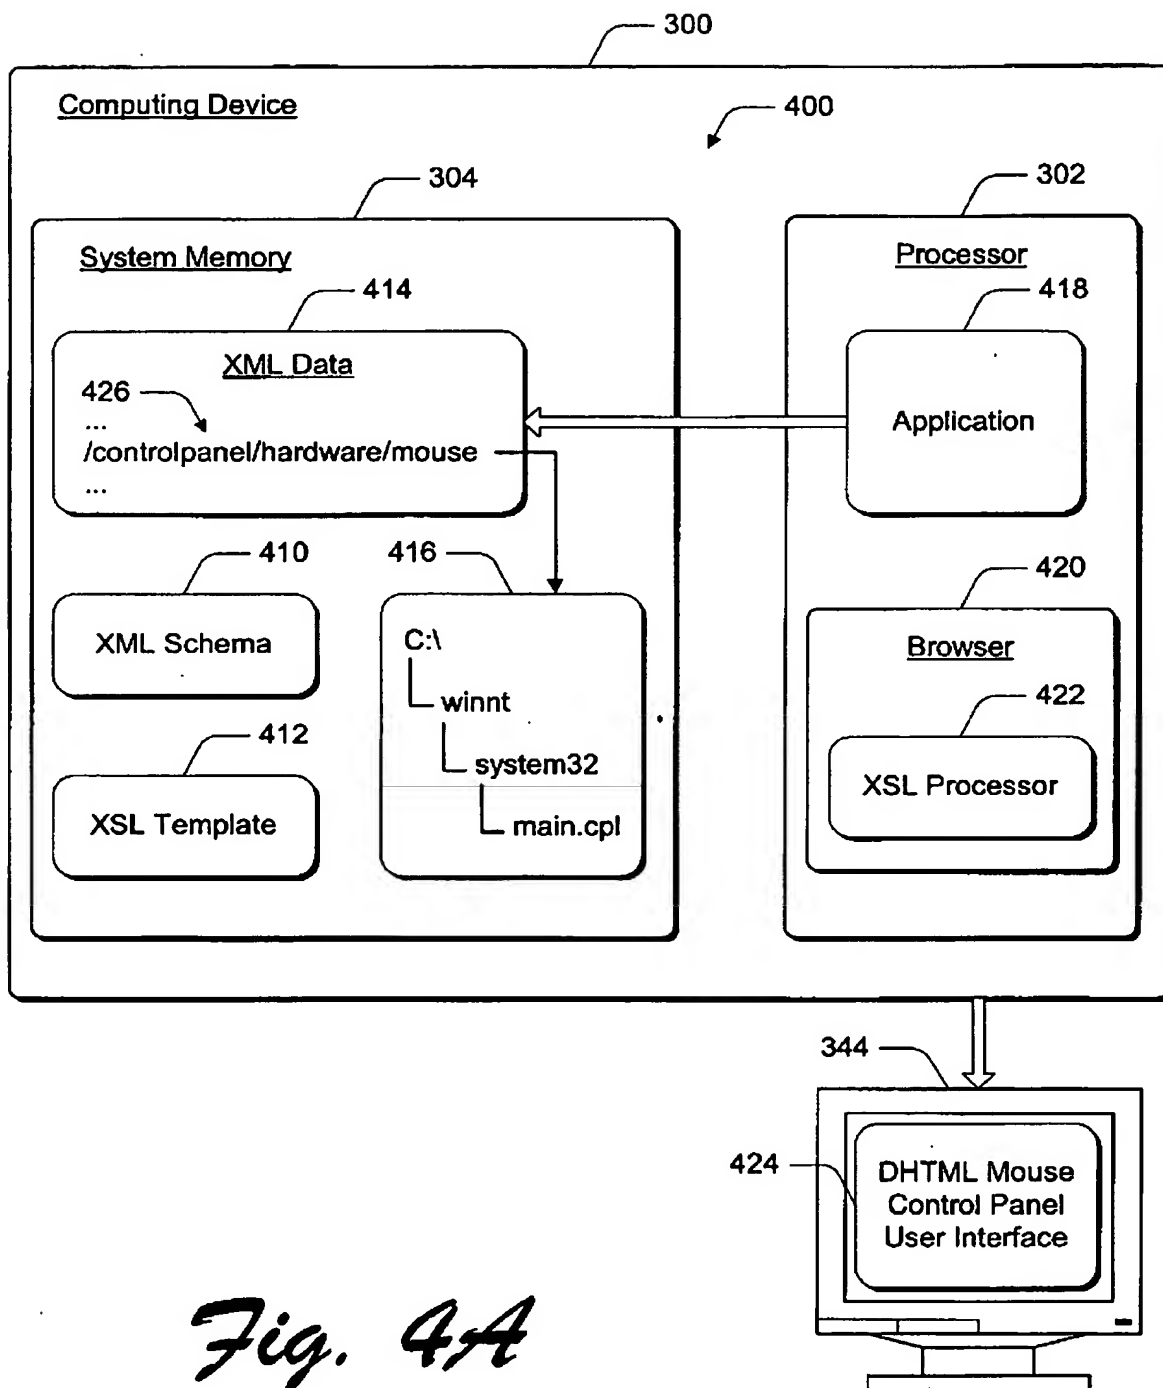 300
Computing Device
400
304
302
System Memory
Processor
414
418
XML Data
426
...
/controlpanel/hardware/mouse
...
Application
410
416
420
XML Schema
C:\
winnt
system32
main.cpl
Browser
422
412
XSL Template
XSL Processor
344
424
DHTML Mouse
Control Panel
User Interface
Fig. 4A